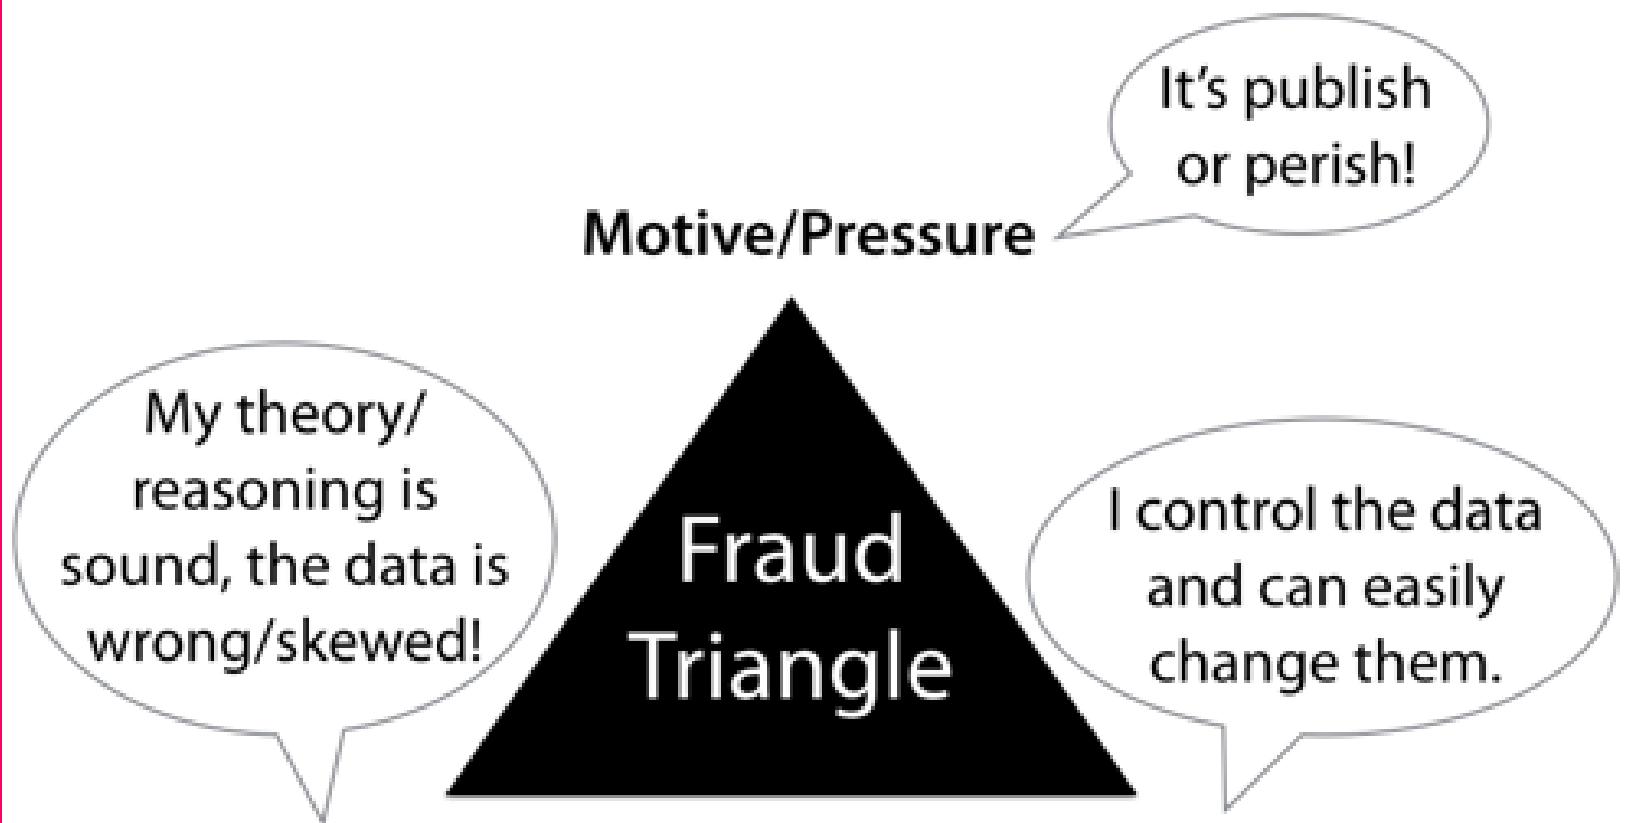 It's publish
or perish!
Motive/Pressure
My theory/
reasoning is
sound, the data is
wrong/skewed!
I control the data
and can easily
change them.
Fraud
Triangle